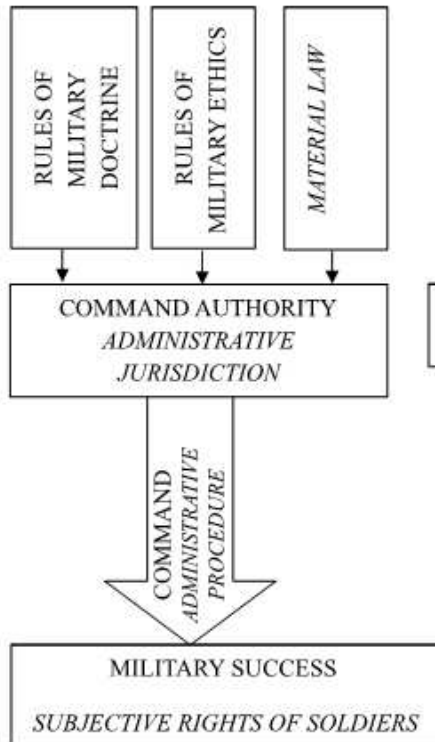 RULES OF
MILITARY
DOCTRINE
RULES OF
MILITARY ETHICS
MATERIAL LAW
COMMAND AUTHORITY
ADMINISTRATIVE
JURISDICTION
COMMAND
ADMINISTRATIVE
PROCEDURE
MILITARY SUCCESS
SUBJECTIVE RIGHTS OF SOLDIERS